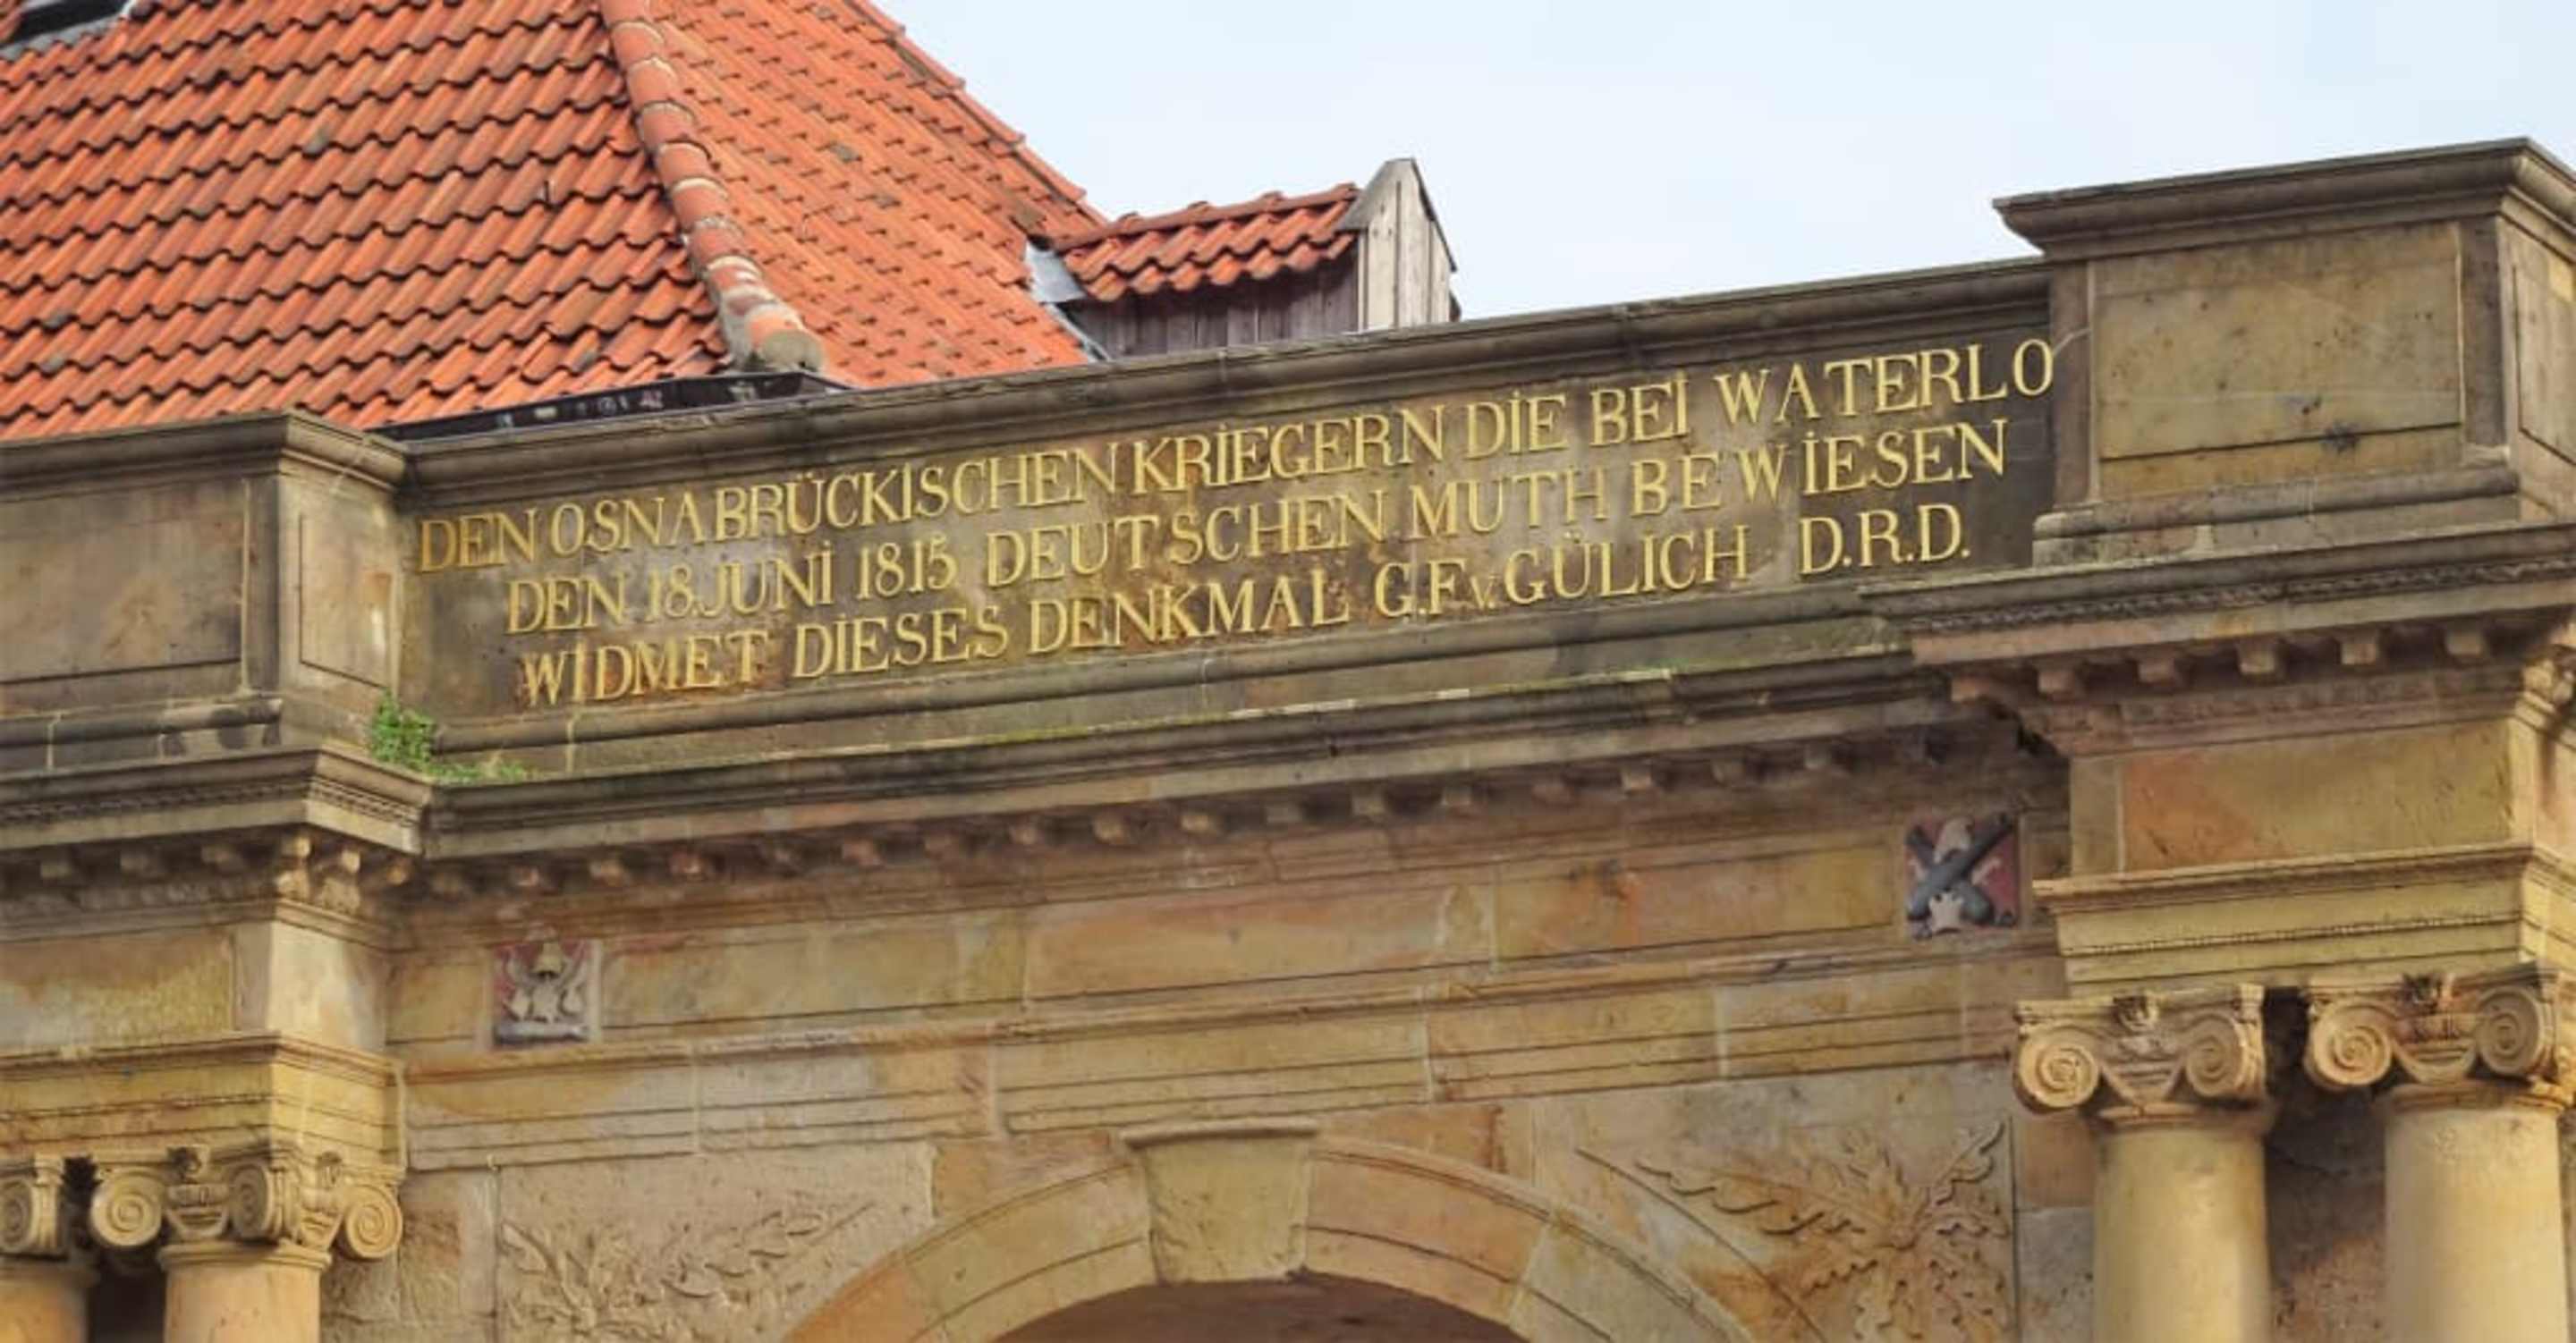 DEN OSNABRÜCKISCHEN KRIEGERN DIE BEI WATERLO
DEN 18.JUNI 1815 DEUTSCHEN MUTH BEWIESEN
WIDMET DIESES DENKMAL G.F.v.GÜLICH D.R.D.